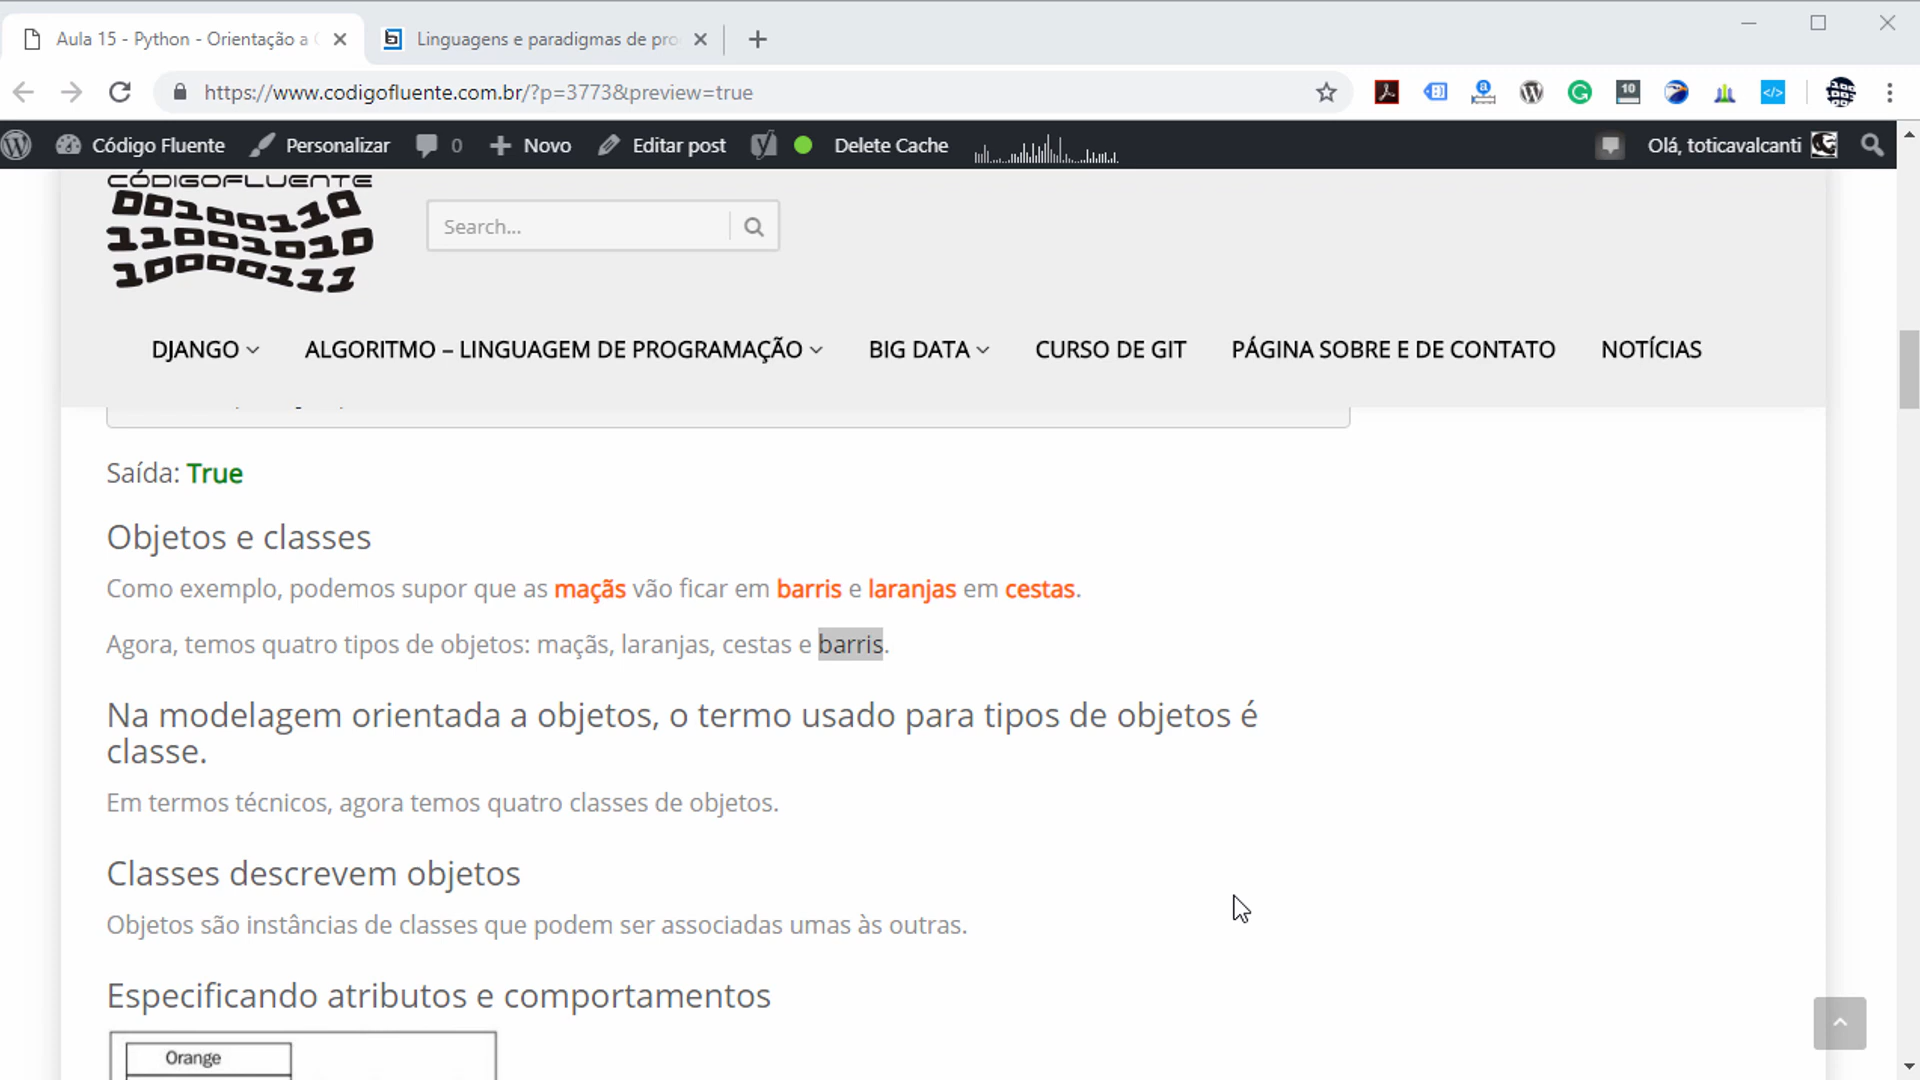 Aula 15 - Python - Orientação a
Linguagens e paradigmas de pro
https://www.codigofluente.com.br/?p=3773&preview=true
10
Código Fluente
Personalizar
0
Novo
Editar post
Delete Cache
Olá, toticavalcanti
CÓDIGOFLUENTE
00100110
11001010
10000111
Search...
DJANGO
ALGORITMO – LINGUAGEM DE PROGRAMAÇÃO
BIG DATA
CURSO DE GIT
PÁGINA SOBRE E DE CONTATO
NOTÍCIAS
Saída: True
Objetos e classes
Como exemplo, podemos supor que as maçãs vão ficar em barris e laranjas em cestas.
Agora, temos quatro tipos de objetos: maçãs, laranjas, cestas e barris.
Na modelagem orientada a objetos, o termo usado para tipos de objetos é
classe.
Em termos técnicos, agora temos quatro classes de objetos.
Classes descrevem objetos
Objetos são instâncias de classes que podem ser associadas umas às outras.
Especificando atributos e comportamentos
Orange